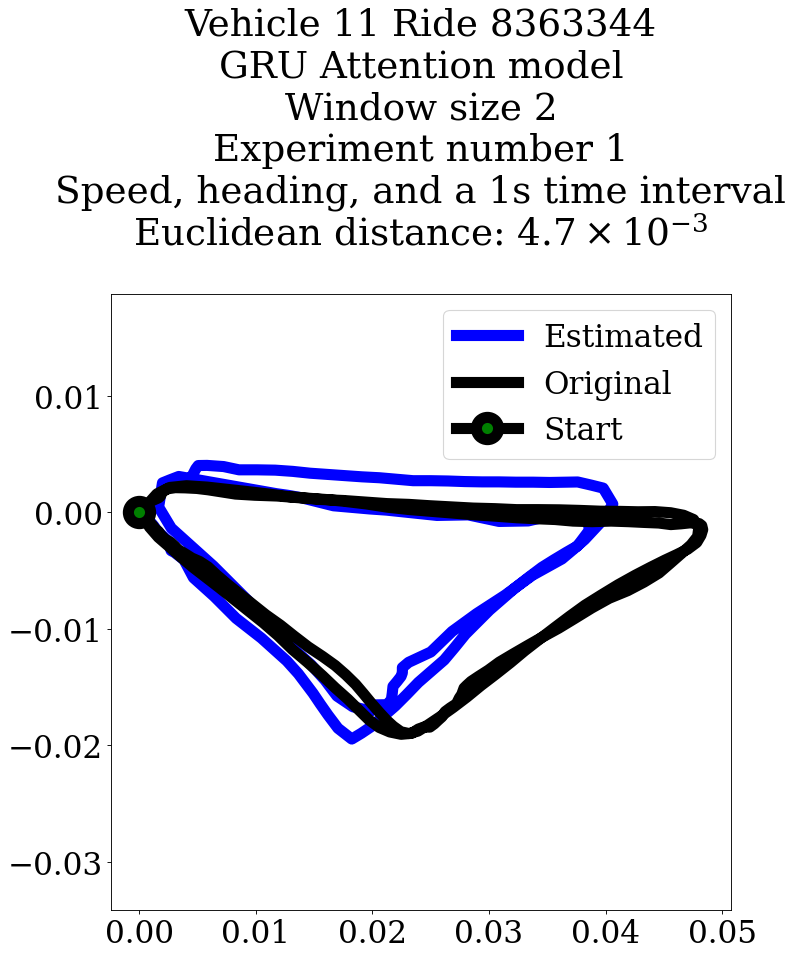 Vehicle 11 Ride 8363344
GRU Attention model
Window size 2
Experiment number 1
Speed, heading, and a 1s time interval
Euclidean distance: 4.7 × 10⁻³
Estimated
Original
Start
0.01
0.00
−0.01
−0.02
−0.03
0.00 0.01 0.02 0.03 0.04 0.05